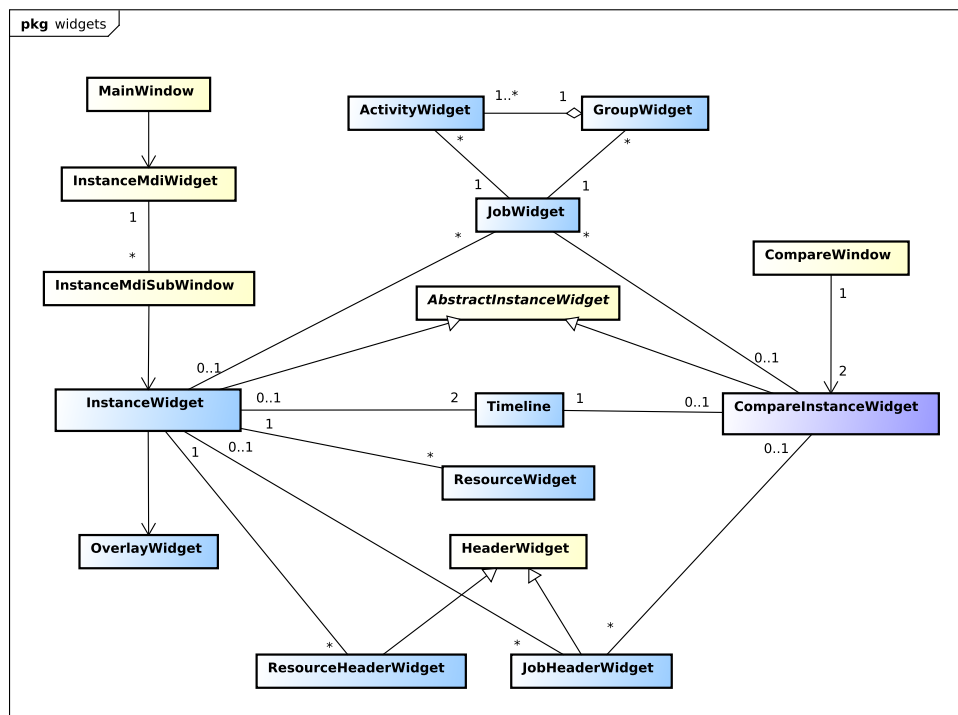 pkg widgets
MainWindow
ActivityWidget
1..*
1
GroupWidget
*
*
InstanceMdiWidget
1
1
JobWidget
1
*
*
*
CompareWindow
InstanceMdiSubWindow
AbstractInstanceWidget
1
0..1
0..1
2
InstanceWidget
0..1
2
Timeline
1
0..1
CompareInstanceWidget
1
0..1
1
*
0..1
ResourceWidget
OverlayWidget
HeaderWidget
*
*
*
ResourceHeaderWidget
JobHeaderWidget